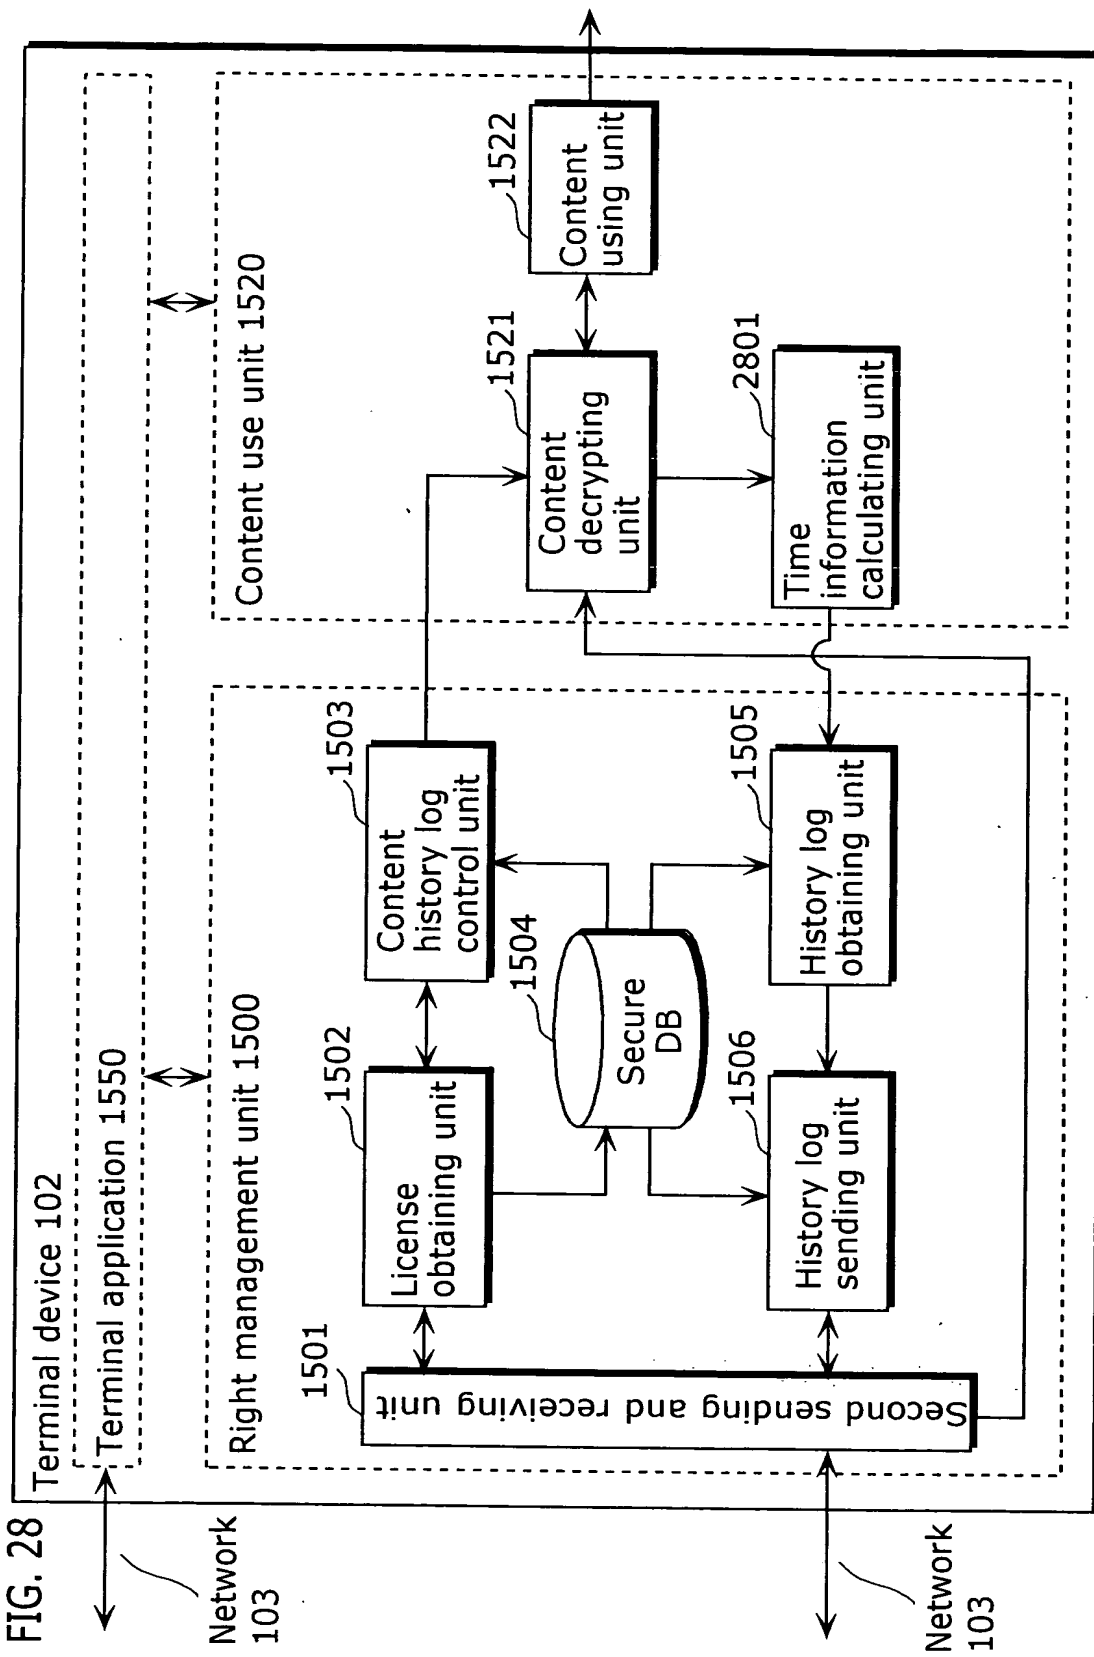 FIG. 28
Terminal device 102
Terminal application 1550
Network
103
Right management unit 1500
Content use unit 1520
1501
Second sending and receiving unit
1502
License
obtaining unit
1503
Content
history log
control unit
1504
Secure
DB
1521
Content
decrypting
unit
1522
Content
using unit
1506
History log
sending unit
1505
History log
obtaining unit
2801
Time
information
calculating unit
Network
103